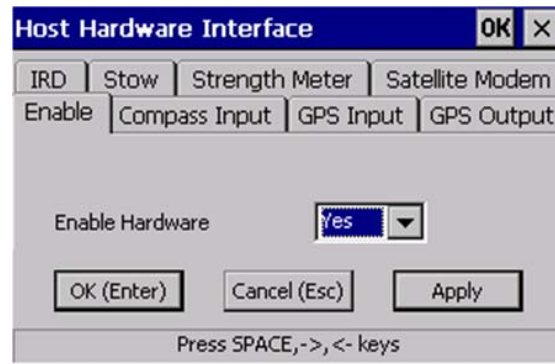 Host Hardware Interface OK ×
IRD Stow Strength Meter Satellite Modem
Enable Compass Input GPS Input GPS Output
Enable Hardware Yes
OK (Enter) Cancel (Esc) Apply
Press SPACE,->,<- keys